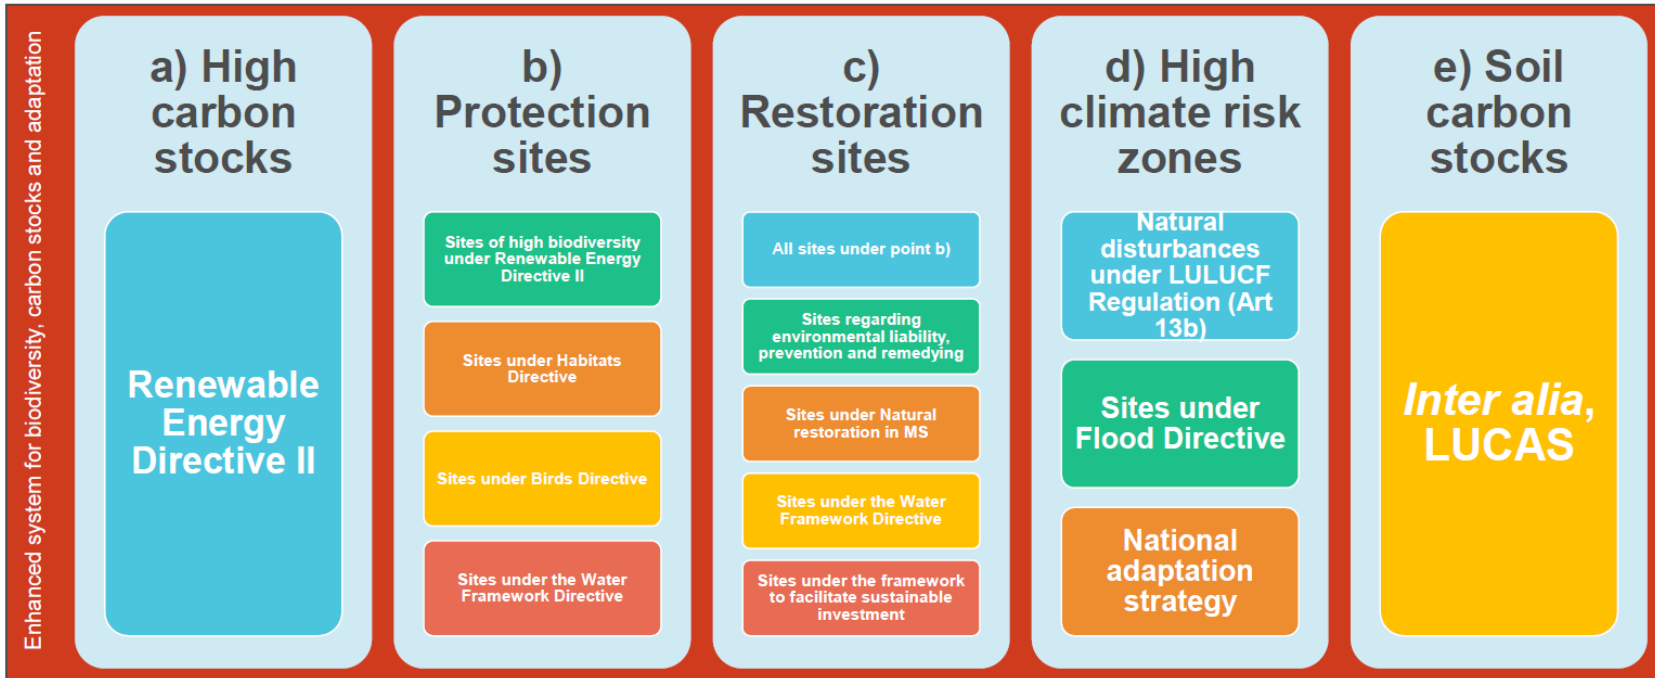 Enhanced system for biodiversity, carbon stocks and adaptation
a) High
carbon
stocks
Renewable
Energy
Directive II
b)
Protection
sites
Sites of high biodiversity
under Renewable Energy
Directive II
Sites under Habitats
Directive
Sites under Birds Directive
Sites under the Water
Framework Directive
c)
Restoration
sites
All sites under point b)
Sites regarding
environmental liability,
prevention and remedying
Sites under Natural
restoration in MS
Sites under the Water
Framework Directive
Sites under the framework
to facilitate sustainable
investment
d) High
climate risk
zones
Natural
disturbances
under LULUCF
Regulation (Art
13b)
Sites under
Flood Directive
National
adaptation
strategy
e) Soil
carbon
stocks
Inter alia,
LUCAS